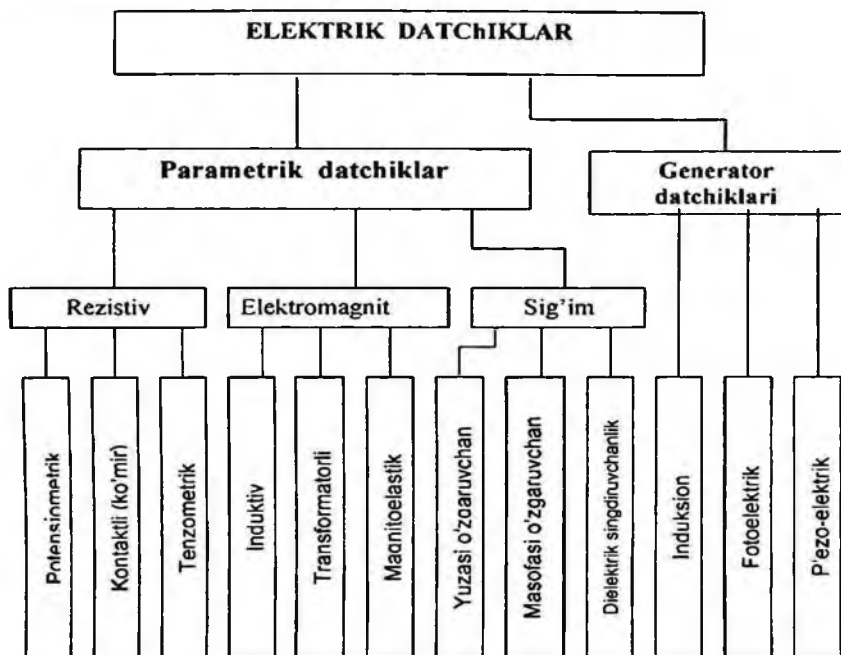 ELEKTRIK DATChIKLAR
Parametrik datchiklar
Generator
datchiklari
Rezistiv
Elektromagnit
Sig'im
Potensiometrik
Kontaktli (ko'mir)
Tenzometrik
Induktiv
Transformatorli
Magnitoelastik
Yuzasi o'zgaruvchan
Masofasi o'zgaruvchan
Dielektrik singdiruvchanlik
Induksion
Fotoelektrik
P'ezo-elektrik